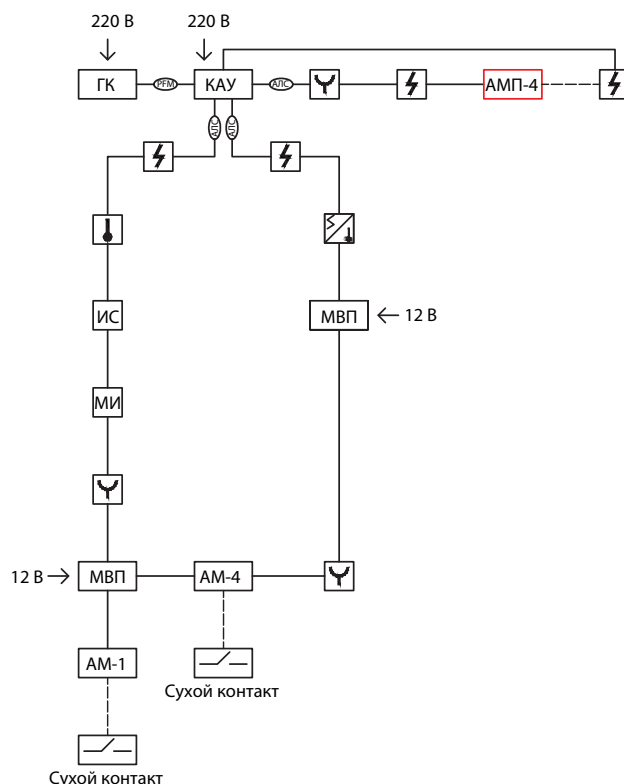 220 В
220 В
ГК
PFM
КАУ
АЛС
АМП-4
АЛС
АЛС
ИС
МВП
12 В
МИ
12 В
МВП
АМ-4
АМ-1
Сухой контакт
Сухой контакт